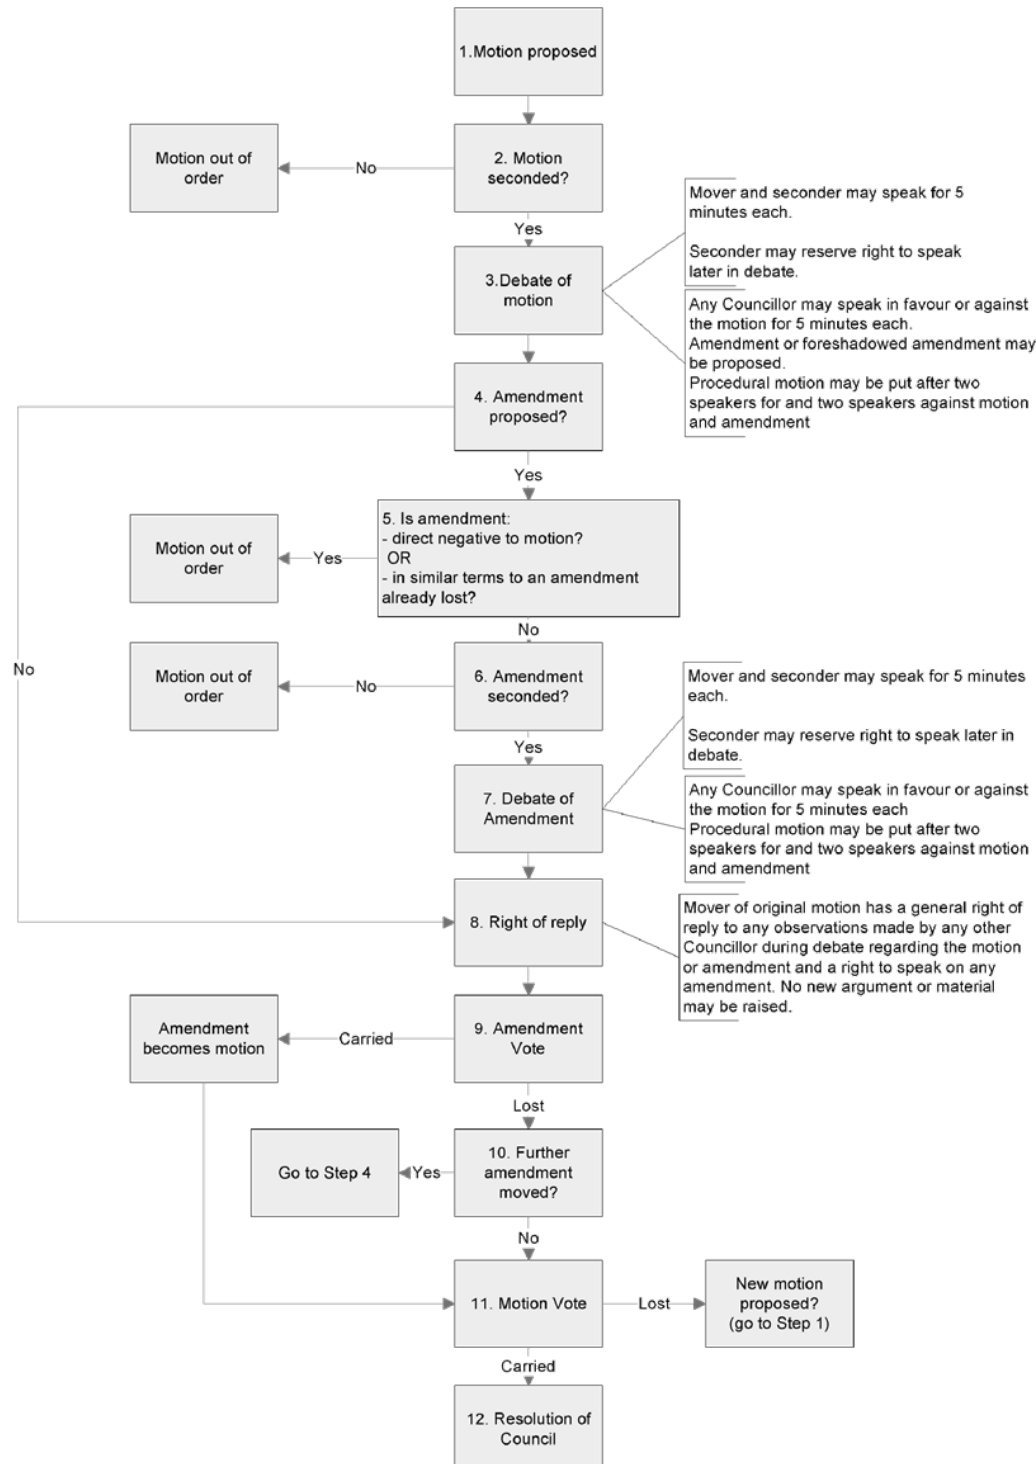 1.Motion proposed
Motion out of
order
No
2. Motion
seconded?
Mover and seconder may speak for 5
minutes each.
Seconder may reserve right to speak
later in debate.
Yes
3.Debate of
motion
Any Councillor may speak in favour or against
the motion for 5 minutes each.
Amendment or foreshadowed amendment may
be proposed.
Procedural motion may be put after two
speakers for and two speakers against motion
and amendment
4. Amendment
proposed?
Yes
5. Is amendment:
- direct negative to motion?
OR
- in similar terms to an amendment
already lost?
Motion out of
order
Yes
No
No
Motion out of
order
No
6. Amendment
seconded?
Mover and seconder may speak for 5 minutes
each.
Seconder may reserve right to speak later in
debate.
Yes
7. Debate of
Amendment
Any Councillor may speak in favour or against
the motion for 5 minutes each
Procedural motion may be put after two
speakers for and two speakers against motion
and amendment
8. Right of reply
Mover of original motion has a general right of
reply to any observations made by any other
Councillor during debate regarding the motion
or amendment and a right to speak on any
amendment. No new argument or material
may be raised.
Amendment
becomes motion
Carried
9. Amendment
Vote
Lost
Go to Step 4
Yes
10. Further
amendment
moved?
No
11. Motion Vote
Lost
New motion
proposed?
(go to Step 1)
Carried
12. Resolution of
Council